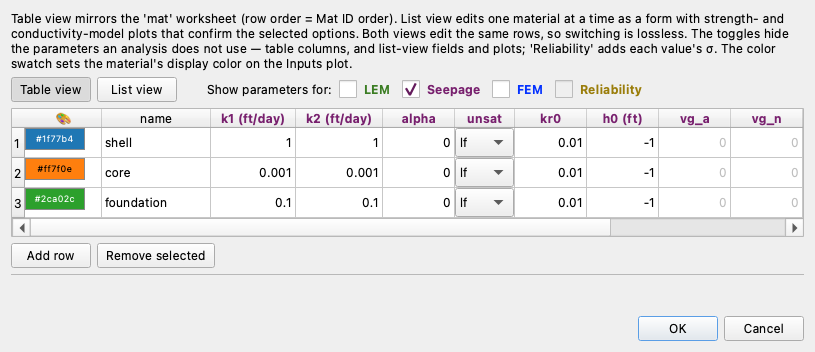 Table view mirrors the 'mat' worksheet (row order = Mat ID order). List view edits one material at a time as a form with strength- and
conductivity-model plots that confirm the selected options. Both views edit the same rows, so switching is lossless. The toggles hide
the parameters an analysis does not use — table columns, and list-view fields and plots; 'Reliability' adds each value's σ. The color
swatch sets the material's display color on the Inputs plot.
Table view List view Show parameters for: LEM Seepage FEM Reliability
name k1 (ft/day) k2 (ft/day) alpha unsat kr0 h0 (ft) vg_a vg_n
1 #1f77b4 shell 1 1 0 lf 0.01 -1 0 0
2 #ff7f0e core 0.001 0.001 0 lf 0.01 -1 0 0
3 #2ca02c foundation 0.1 0.1 0 lf 0.01 -1 0 0
Add row Remove selected
OK Cancel